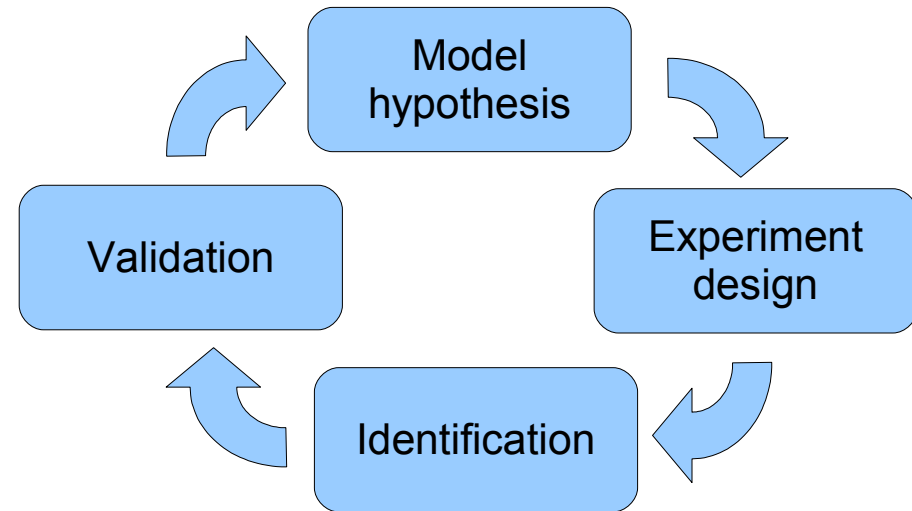 Model
hypothesis
Experiment
design
Identification
Validation